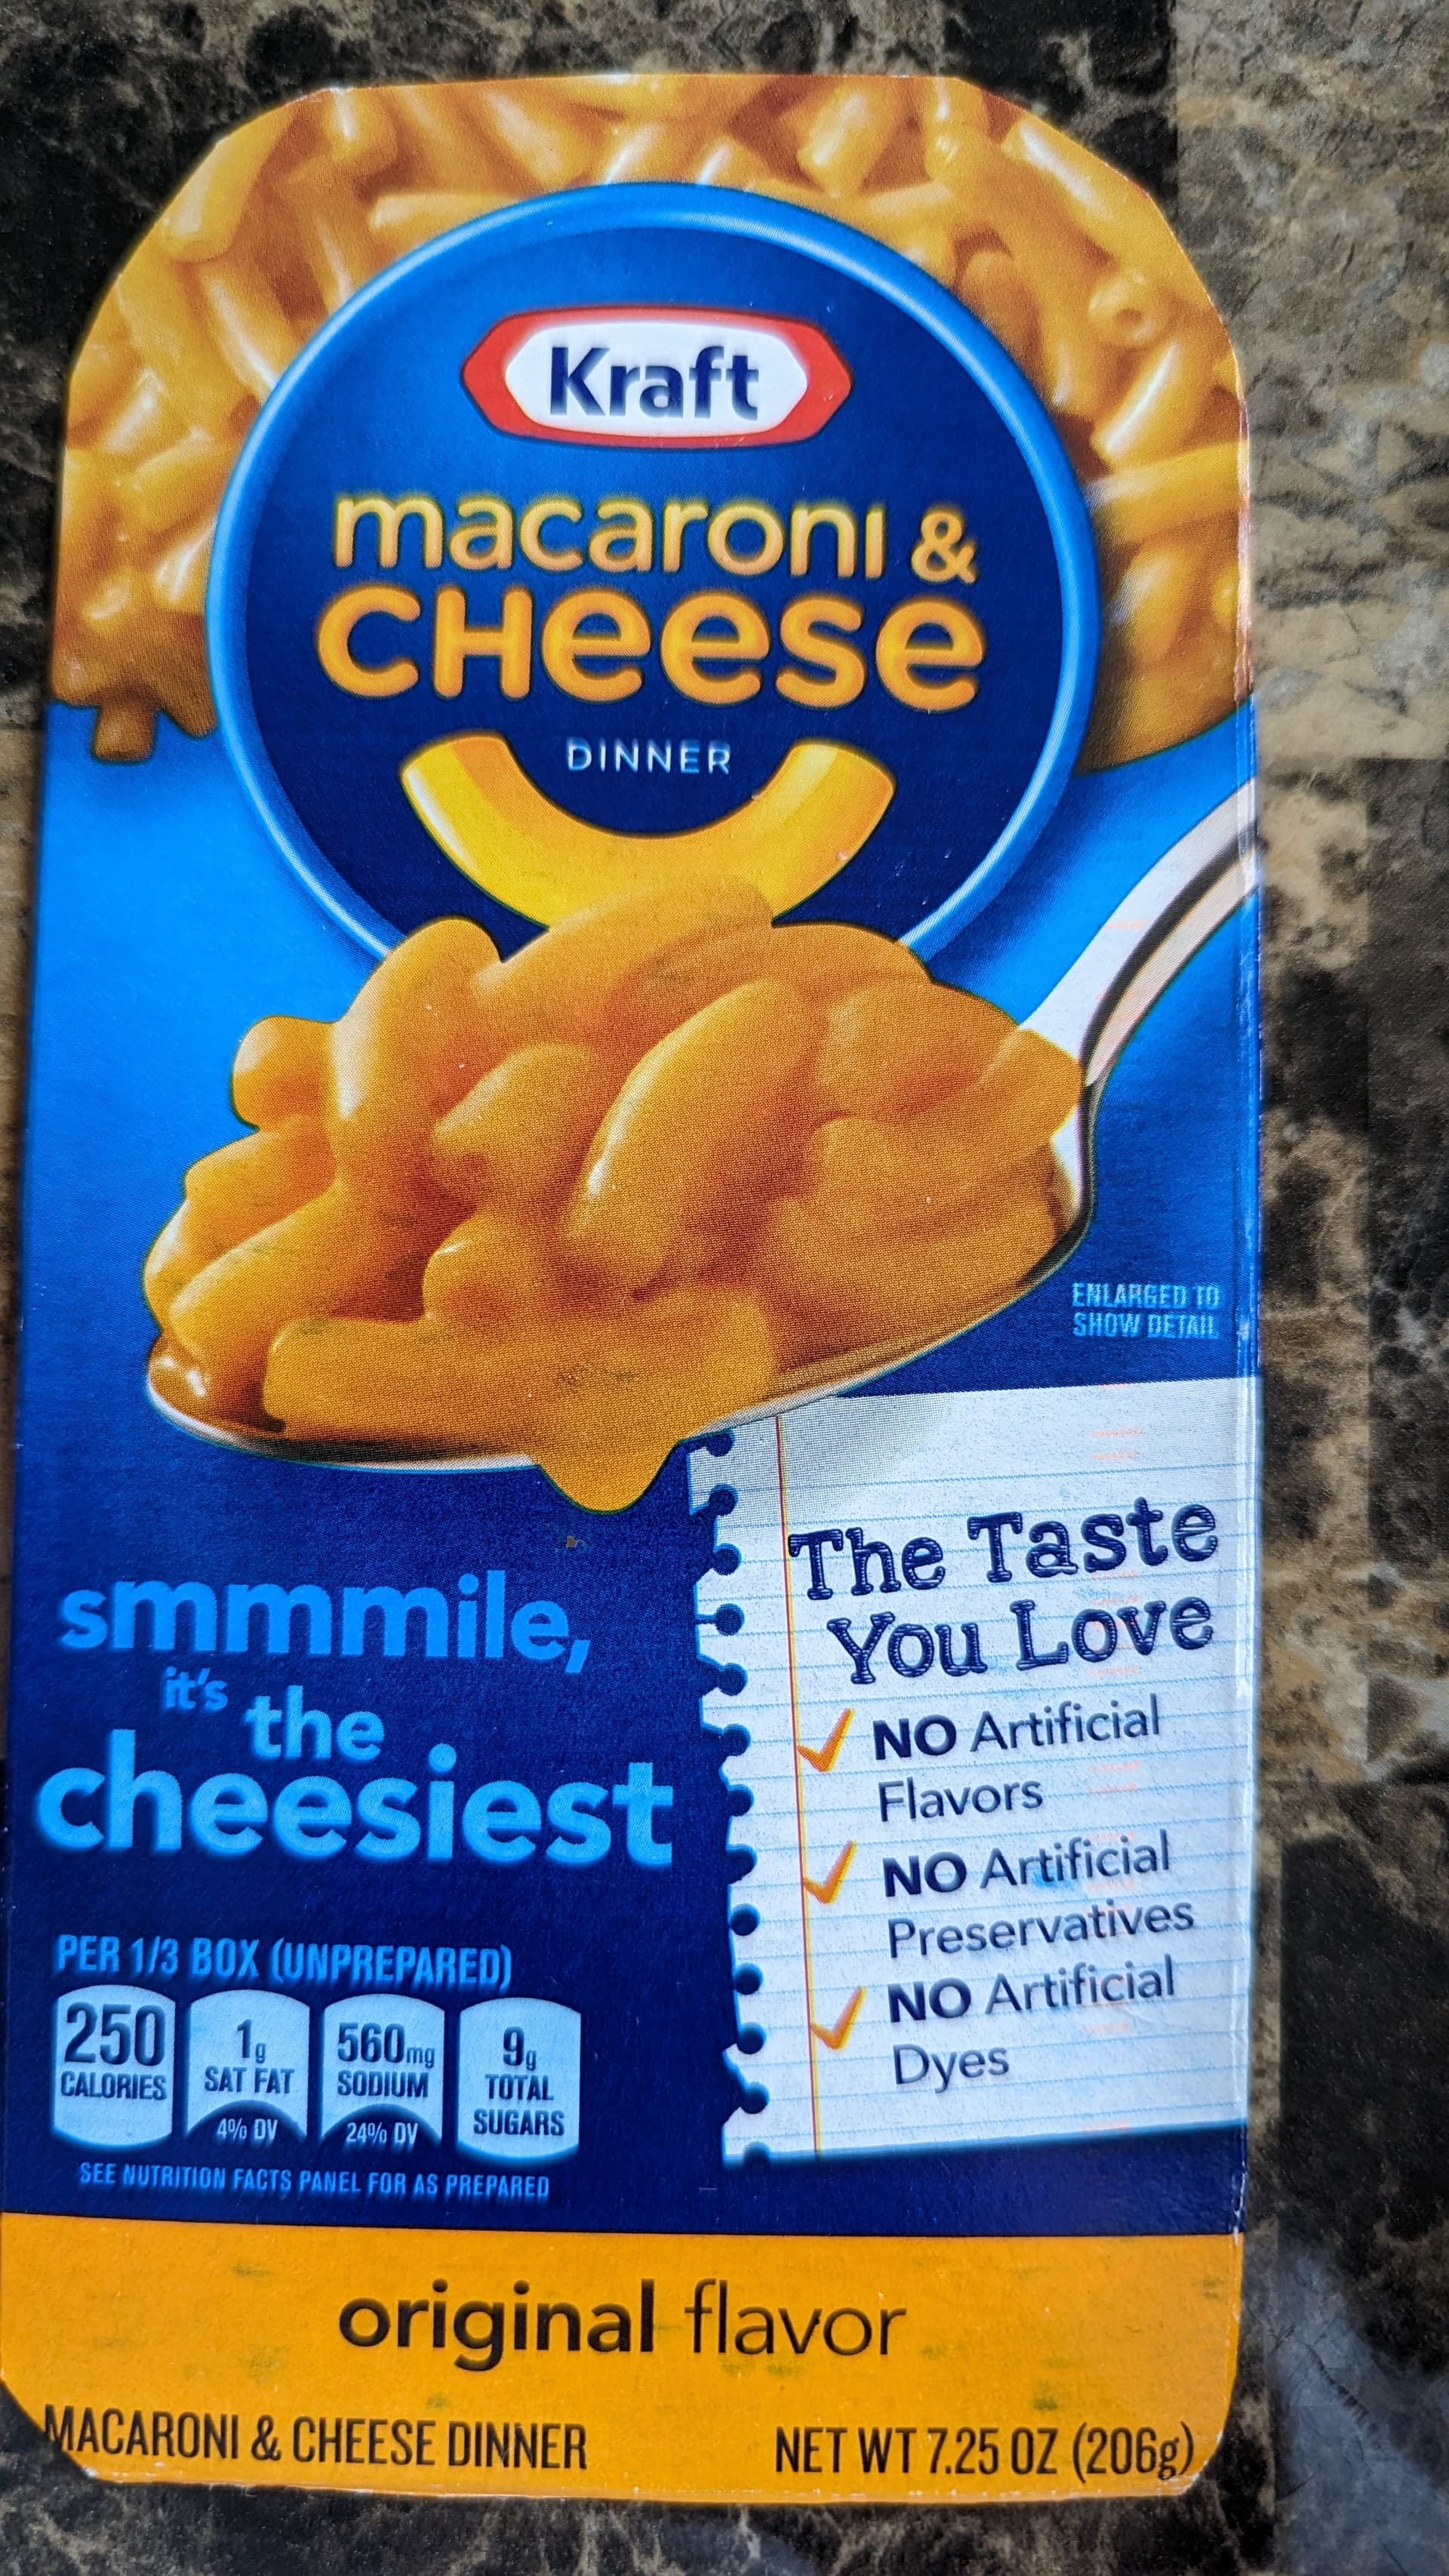 Kraft
macaroni &
CHeese
DINNER
ENLARGED TO
SHOW DETAIL
The Taste
You Love
NO Artificial
Flavors
NO Artificial
Preservatives
NO Artificial
Dyes
smmmile,
it's the
cheesiest
PER 1/3 BOX (UNPREPARED)
250
CALORIES
1g
SAT FAT
4% DV
560mg
SODIUM
24% DV
9g
TOTAL
SUGARS
SEE NUTRITION FACTS PANEL FOR AS PREPARED
original flavor
MACARONI & CHEESE DINNER
NET WT 7.25 OZ (206g)